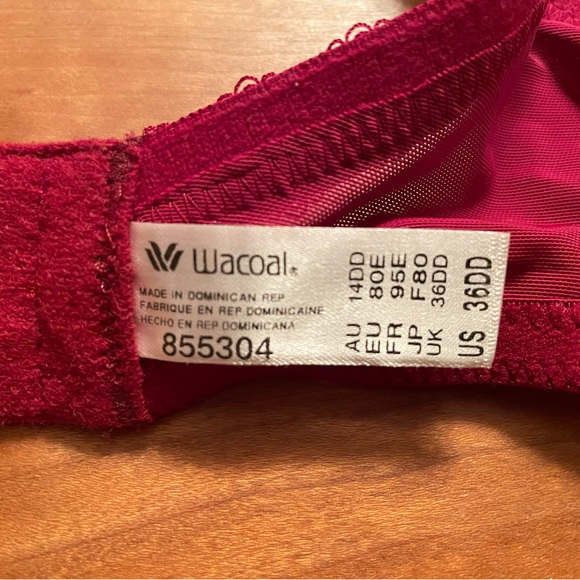 Wacoal®
MADE IN DOMINICAN REP
FABRIQUE EN REP DOMINICAINE
HECHO EN REP DOMINICANA
855304
AU 14DD
EU 80E
FR 95E
JP F80
UK 36DD
US 36DD